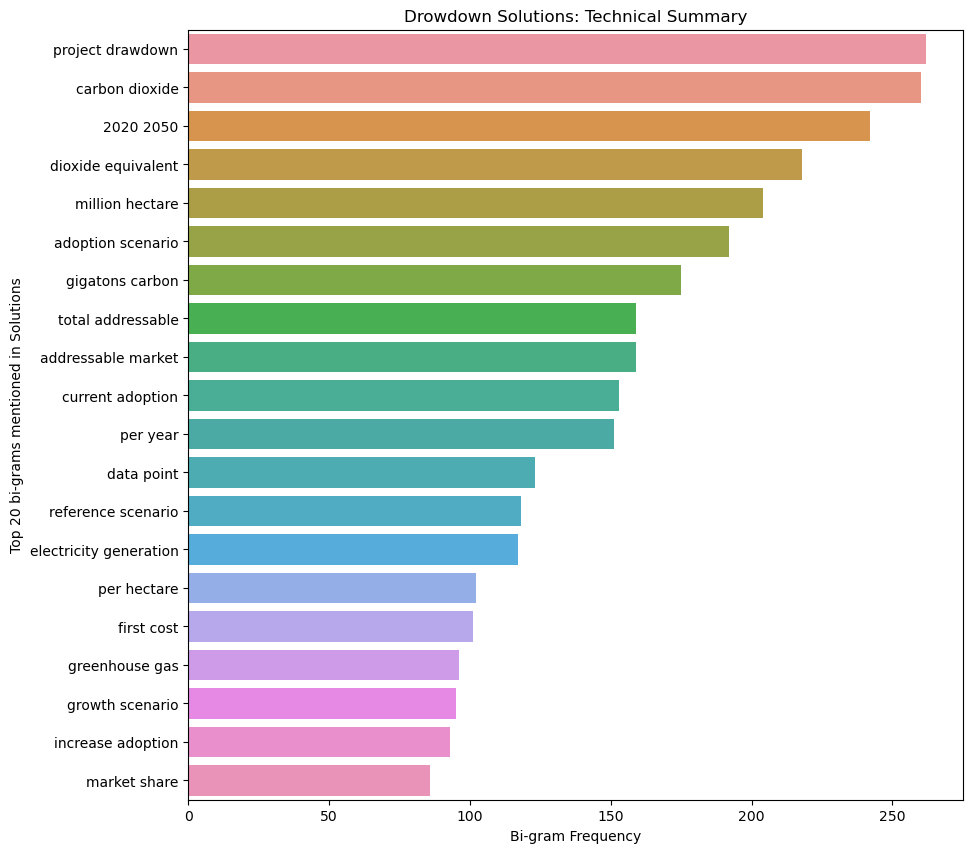 Drowdown Solutions: Technical Summary
project drawdown
carbon dioxide
2020 2050
dioxide equivalent
million hectare
adoption scenario
gigatons carbon
total addressable
addressable market
current adoption
per year
data point
reference scenario
electricity generation
per hectare
first cost
greenhouse gas
growth scenario
increase adoption
market share
Top 20 bi-grams mentioned in Solutions
0 50 100 150 200 250
Bi-gram Frequency